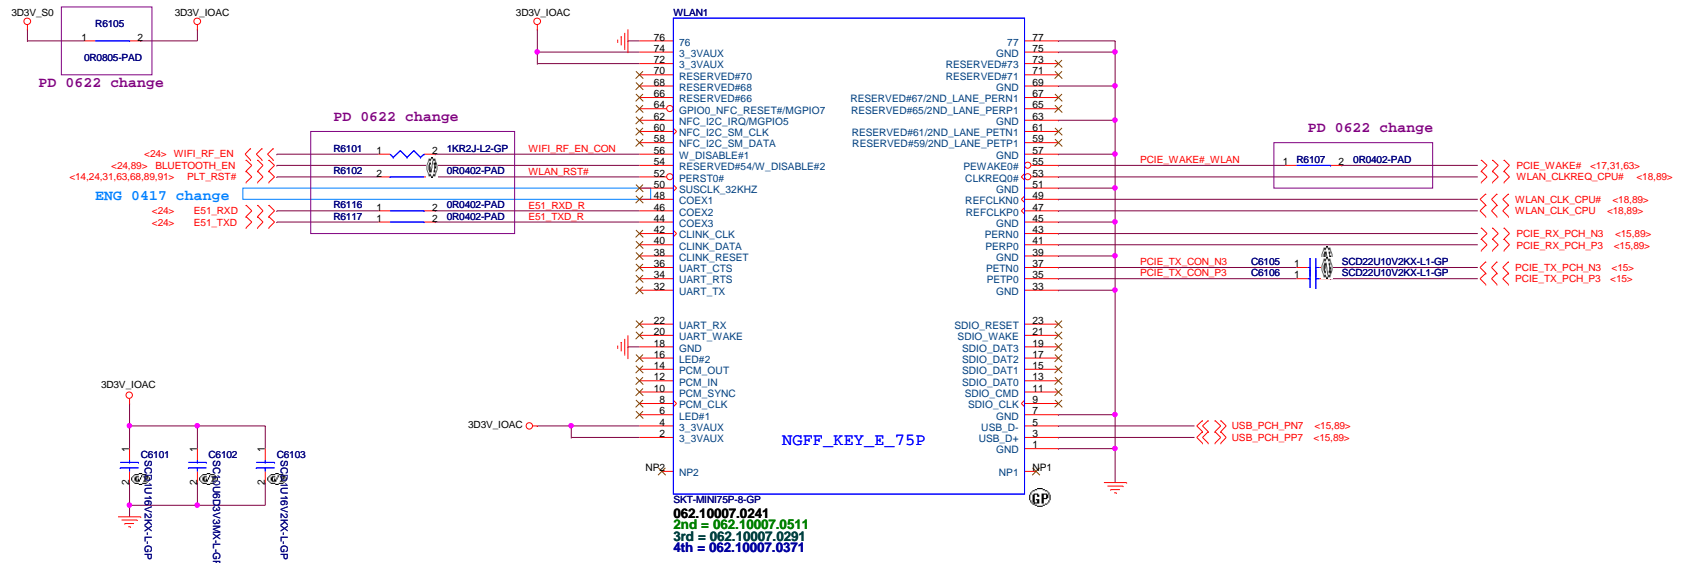 3D3V_S0
3D3V_IOAC
R6105
1 2
0R0805-PAD
PD 0622 change
3D3V_IOAC
WLAN1
76 76
74 3_3VAUX
72 3_3VAUX
70 RESERVED#70
68 RESERVED#68
66 RESERVED#66
64 GPIO0_NFC_RESET#/MGPIO7
62 NFC_I2C_IRQ/MGPIO5
60 NFC_I2C_SM_CLK
58 NFC_I2C_SM_DATA
56 W_DISABLE#1
54 RESERVED#54/W_DISABLE#2
52 PERST0#
50 SUSCLK_32KHZ
48 COEX1
46 COEX2
44 COEX3
42 CLINK_CLK
40 CLINK_DATA
38 CLINK_RESET
36 UART_CTS
34 UART_RTS
32 UART_TX
22 UART_RX
20 UART_WAKE
18 GND
16 LED#2
14 PCM_OUT
12 PCM_IN
10 PCM_SYNC
8 PCM_CLK
6 LED#1
4 3_3VAUX
2 3_3VAUX
NP2 NP2
77 77
GND 75
RESERVED#73 73
RESERVED#71 71
GND 69
RESERVED#67/2ND_LANE_PERN1 67
RESERVED#65/2ND_LANE_PERP1 65
GND 63
RESERVED#61/2ND_LANE_PETN1 61
RESERVED#59/2ND_LANE_PETP1 59
GND 57
PEWAKE0# 55
CLKREQ0# 53
GND 51
REFCLKN0 49
REFCLKP0 47
GND 45
PERN0 43
PERP0 41
GND 39
PETN0 37
PETP0 35
GND 33
SDIO_RESET 23
SDIO_WAKE 21
SDIO_DAT3 19
SDIO_DAT2 17
SDIO_DAT1 15
SDIO_DAT0 13
SDIO_CMD 11
SDIO_CLK 9
GND 7
USB_D- 5
USB_D+ 3
GND 1
NP1 NP1
NGFF_KEY_E_75P
SKT-MINI75P-8-GP
062.10007.0241
2nd = 062.10007.0511
3rd = 062.10007.0291
4th = 062.10007.0371
GP
PD 0622 change
<24> WIFI_RF_EN R6101 1 2 1KR2J-L2-GP WIFI_RF_EN_CON
<24,89> BLUETOOTH_EN
<14,24,31,63,68,89,91> PLT_RST# R6102 2 0R0402-PAD WLAN_RST#
ENG 0417 change
<24> E51_RXD R6116 1 2 0R0402-PAD E51_RXD_R
<24> E51_TXD R6117 1 2 0R0402-PAD E51_TXD_R
PD 0622 change
PCIE_WAKE#_WLAN 1 R6107 2 0R0402-PAD PCIE_WAKE# <17,31,63>
WLAN_CLKREQ_CPU# <18,89>
WLAN_CLK_CPU# <18,89>
WLAN_CLK_CPU <18,89>
PCIE_RX_PCH_N3 <15,89>
PCIE_RX_PCH_P3 <15,89>
PCIE_TX_CON_N3 C6105 1 SCD22U10V2KX-L1-GP PCIE_TX_PCH_N3 <15>
PCIE_TX_CON_P3 C6106 1 SCD22U10V2KX-L1-GP PCIE_TX_PCH_P3 <15>
USB_PCH_PN7 <15,89>
USB_PCH_PP7 <15,89>
3D3V_IOAC
3D3V_IOAC
C6101 1 2
C6102 1 2
C6103 1 2